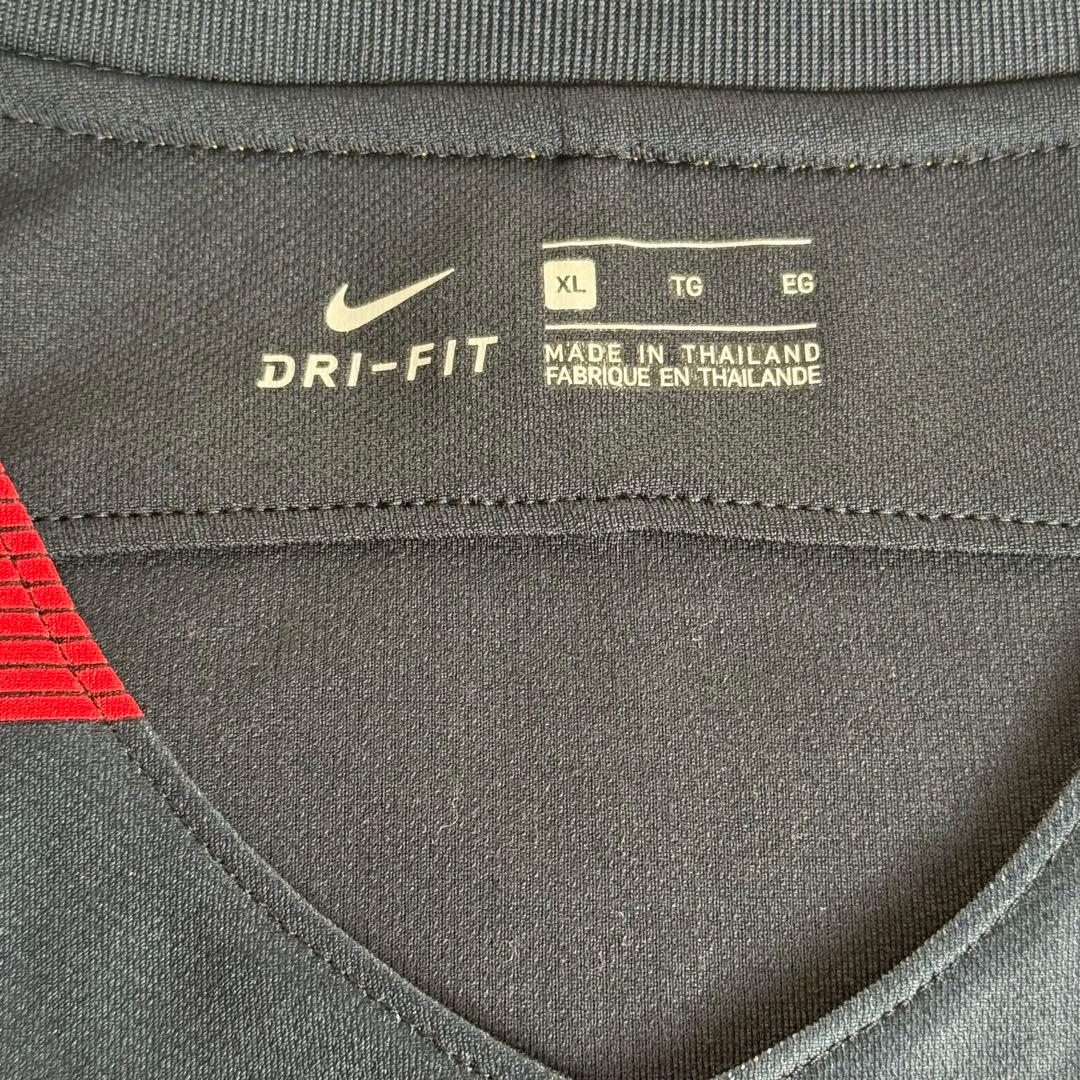 DRI-FIT
XL TG EG
MADE IN THAILAND
FABRIQUE EN THAILANDE